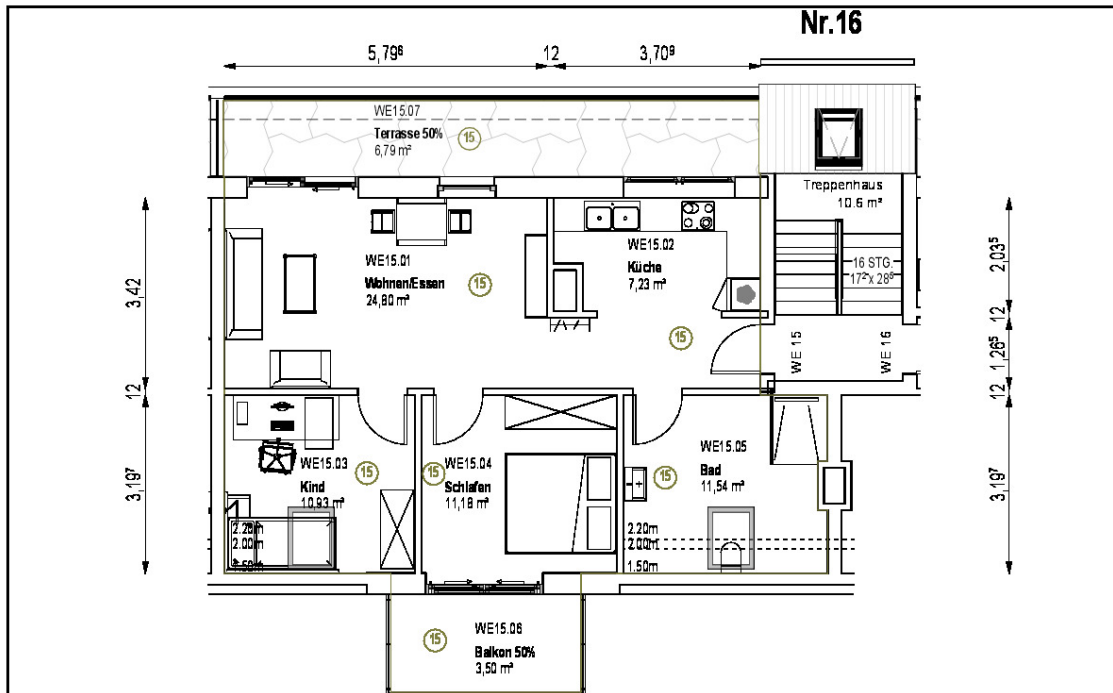 Nr.16
5,79⁶
12
3,70⁹
WE15.07
Terrasse 50%
6,79 m²
15
Treppenhaus
10.6 m²
WE15.01
Wohnen/Essen
24,80 m²
15
WE15.02
Küche
7,23 m²
15
16 STG.
17² x 28⁵
WE 15
WE 16
3,42
12
3,19⁷
2,03⁵
12
1,26⁵
12
3,19⁷
WE15.03
Kind
10,93 m²
15
2.20m
2.00m
1.50m
WE15.04
Schlafen
11,18 m²
15
WE15.05
Bad
11,54 m²
15
2.20m
2.00m
1.50m
WE15.06
Balkon 50%
3,50 m²
15